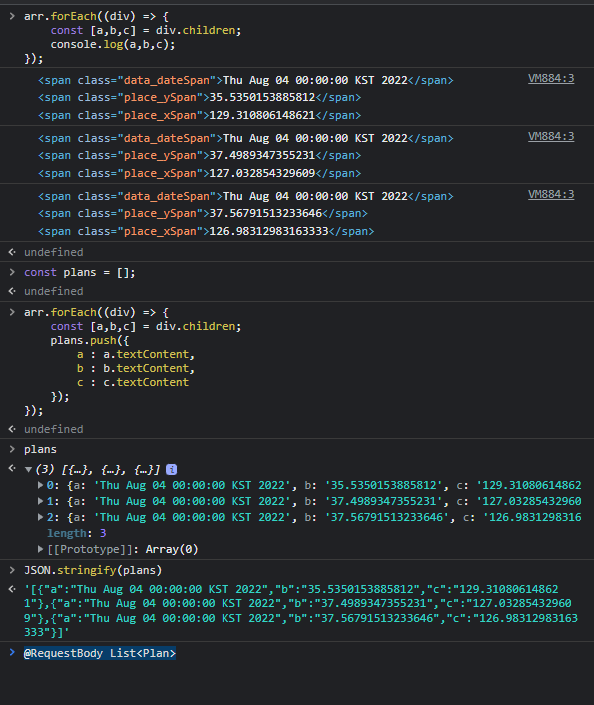 arr.forEach((div) => {
const [a,b,c] = div.children;
console.log(a,b,c);
});
<span class="data_dateSpan">Thu Aug 04 00:00:00 KST 2022</span> VM884:3
<span class="place_ySpan">35.5350153885812</span>
<span class="place_xSpan">129.310806148621</span>
<span class="data_dateSpan">Thu Aug 04 00:00:00 KST 2022</span> VM884:3
<span class="place_ySpan">37.4989347355231</span>
<span class="place_xSpan">127.032854329609</span>
<span class="data_dateSpan">Thu Aug 04 00:00:00 KST 2022</span> VM884:3
<span class="place_ySpan">37.56791513233646</span>
<span class="place_xSpan">126.98312983163333</span>
undefined
const plans = [];
undefined
arr.forEach((div) => {
const [a,b,c] = div.children;
plans.push({
a : a.textContent,
b : b.textContent,
c : c.textContent
});
});
undefined
plans
(3) [{…}, {…}, {…}] i
0: {a: 'Thu Aug 04 00:00:00 KST 2022', b: '35.5350153885812', c: '129.31080614862
1: {a: 'Thu Aug 04 00:00:00 KST 2022', b: '37.4989347355231', c: '127.03285432960
2: {a: 'Thu Aug 04 00:00:00 KST 2022', b: '37.56791513233646', c: '126.9831298316
length: 3
[[Prototype]]: Array(0)
JSON.stringify(plans)
'[{"a":"Thu Aug 04 00:00:00 KST 2022","b":"35.5350153885812","c":"129.31080614862
1"},{"a":"Thu Aug 04 00:00:00 KST 2022","b":"37.4989347355231","c":"127.03285432960
9"},{"a":"Thu Aug 04 00:00:00 KST 2022","b":"37.56791513233646","c":"126.98312983163
333"}]'
@RequestBody List<Plan>